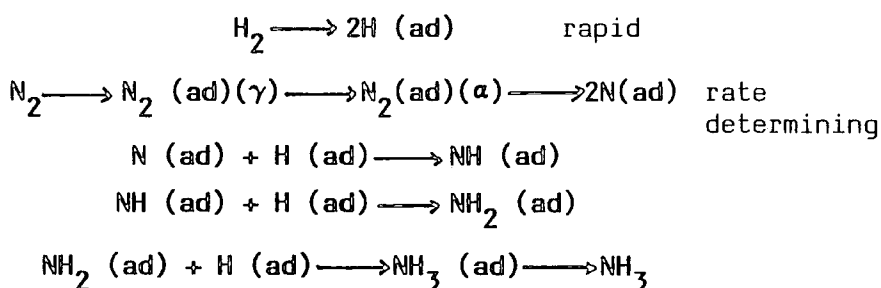 H₂ ⟶ 2H (ad) rapid
N₂ ⟶ N₂ (ad)(γ) ⟶ N₂(ad)(α) ⟶ 2N(ad) rate
determining
N (ad) + H (ad) ⟶ NH (ad)
NH (ad) + H (ad) ⟶ NH₂ (ad)
NH₂ (ad) + H (ad) ⟶ NH₃ (ad) ⟶ NH₃